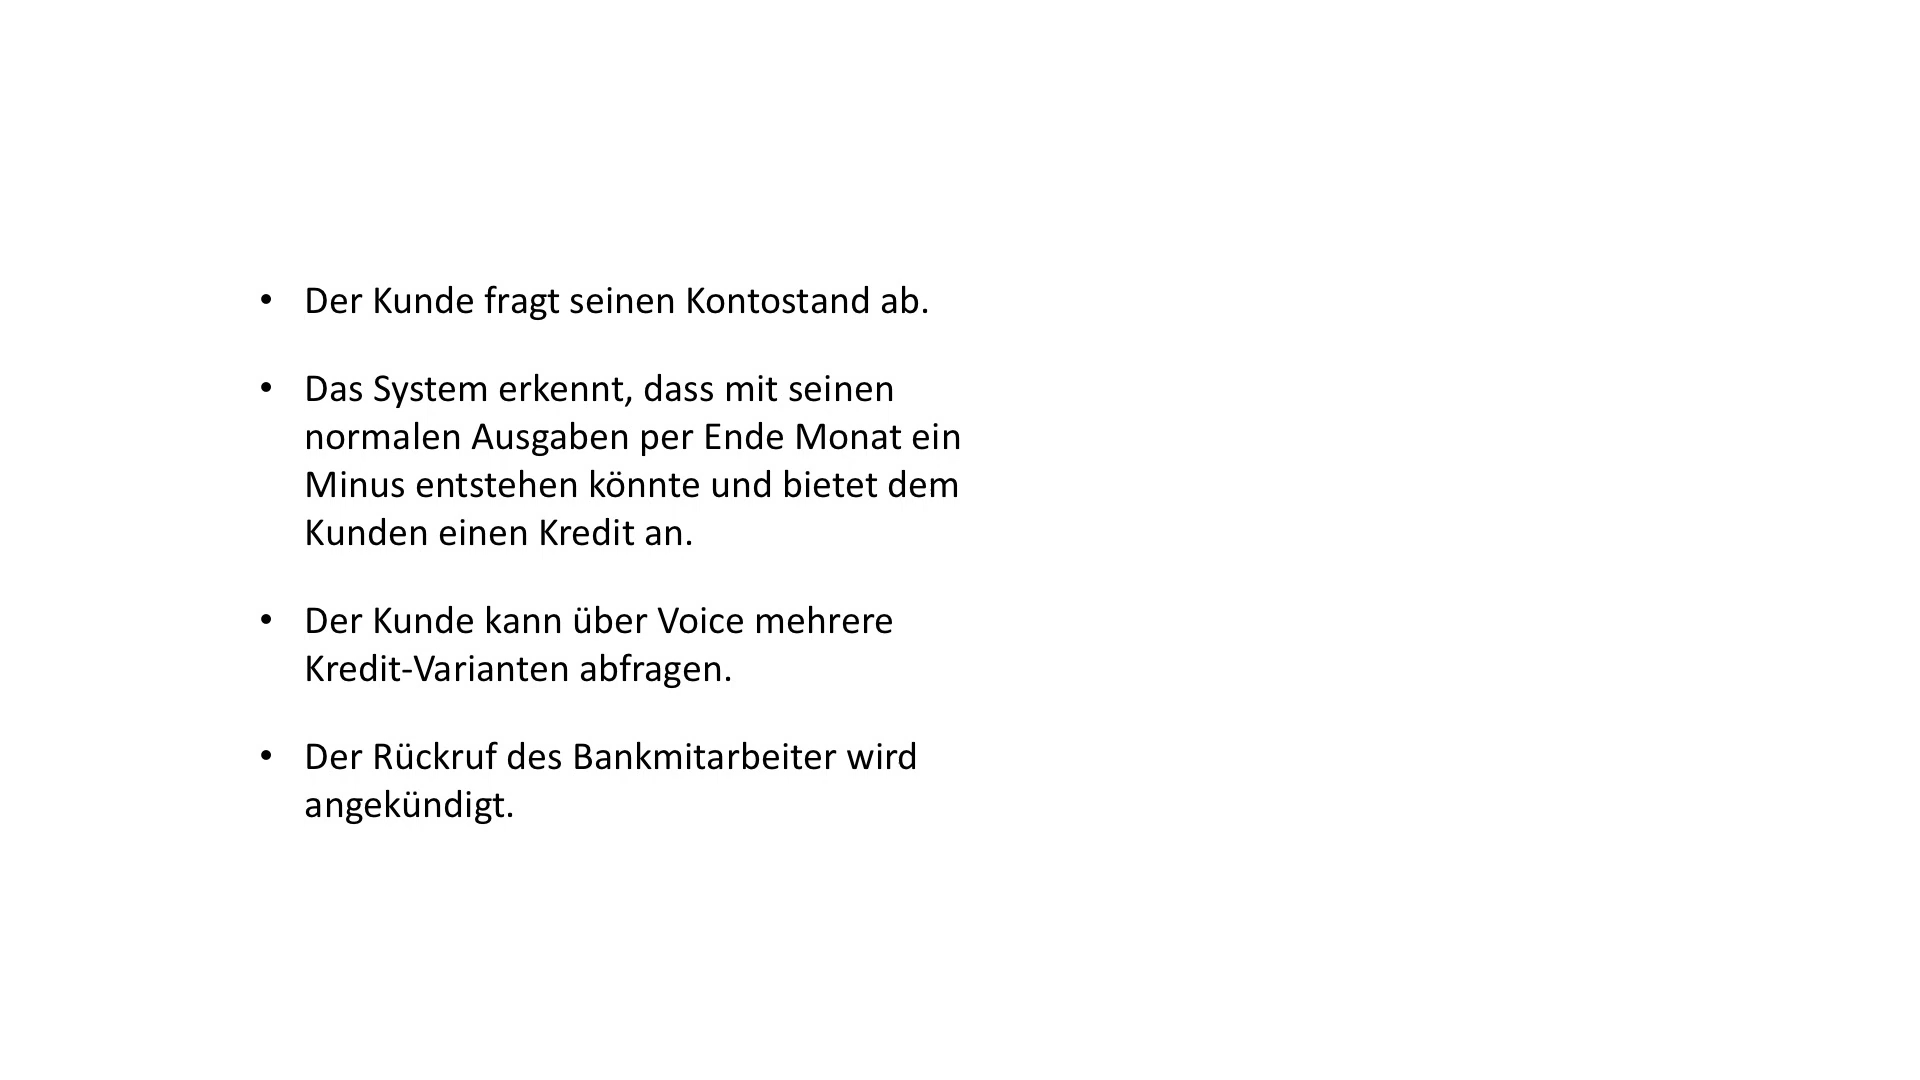 • Der Kunde fragt seinen Kontostand ab.
• Das System erkennt, dass mit seinen
normalen Ausgaben per Ende Monat ein
Minus entstehen könnte und bietet dem
Kunden einen Kredit an.
• Der Kunde kann über Voice mehrere
Kredit-Varianten abfragen.
• Der Rückruf des Bankmitarbeiter wird
angekündigt.